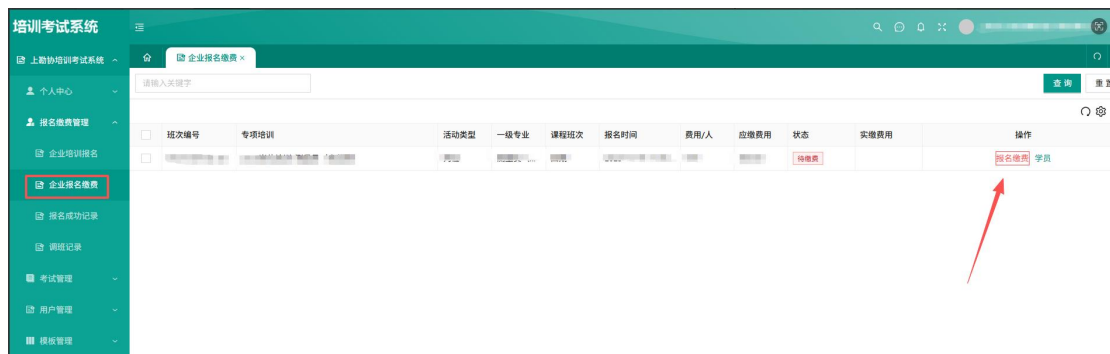 培训考试系统
上勘协培训考试系统
企业报名缴费 ×
个人中心
请输入关键字
查 询
重置
报名缴费管理
班次编号 专项培训 活动类型 一级专业 课程班次 报名时间 费用/人 应缴费用 状态 实缴费用 操作
企业培训报名
待缴费 报名缴费 学员
企业报名缴费
报名成功记录
调班记录
考试管理
用户管理
模板管理